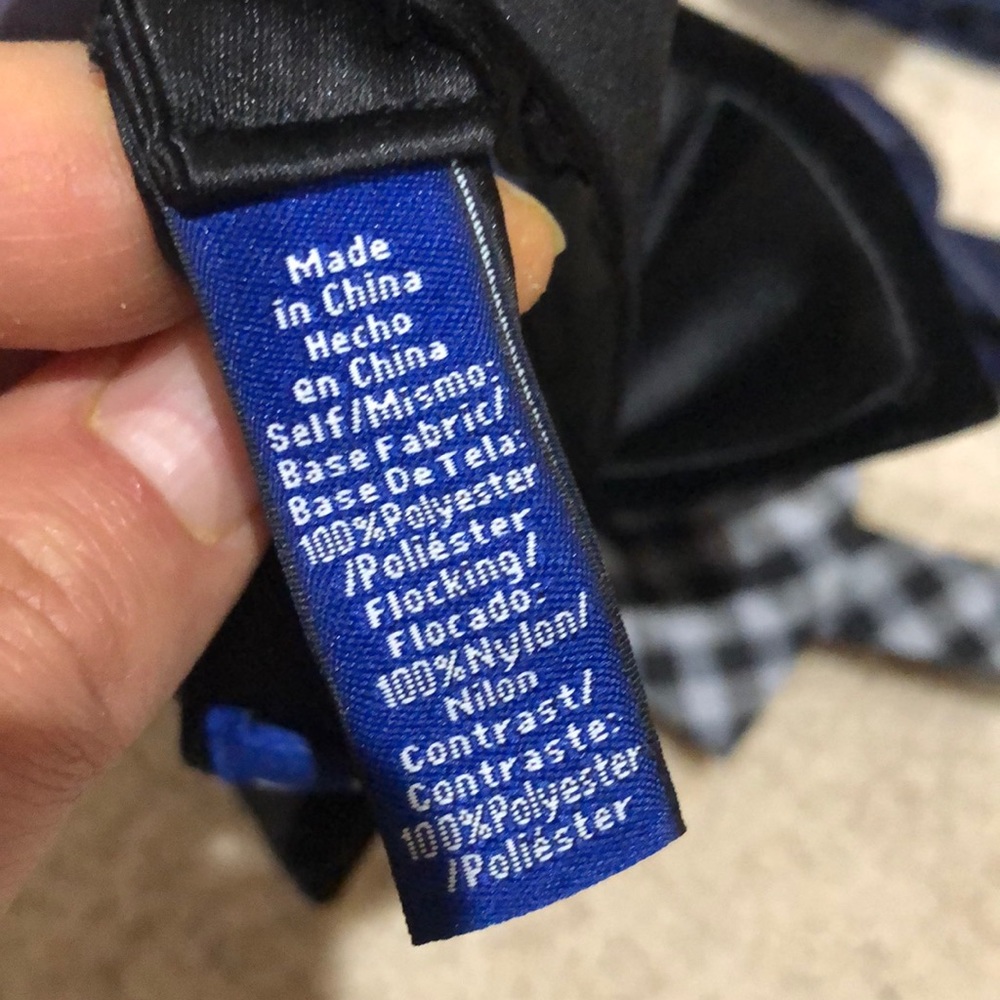 Made
in China
Hecho
en China
Self/Mismo:
Base Fabric/
Base De Tela:
100%Polyester
/Poliéster
Flocking/
Flocado:
100%Nylon/
Nilon
Contrast/
Contraste:
100%Polyester
/Poliéster